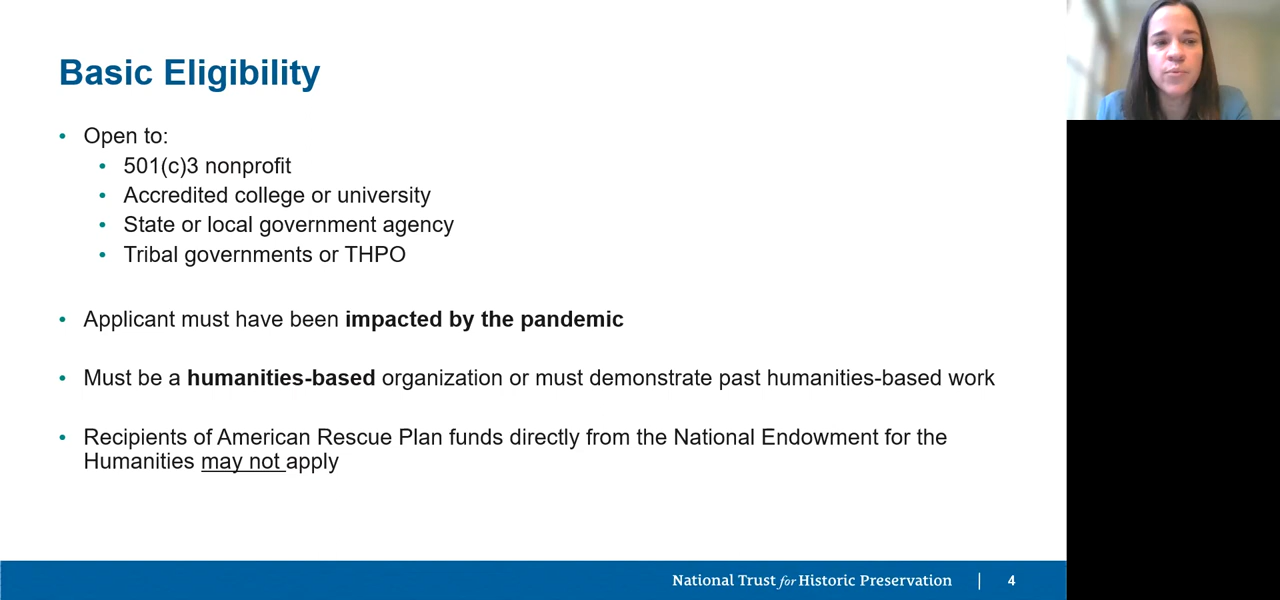 Basic Eligibility
• Open to:
• 501(c)3 nonprofit
• Accredited college or university
• State or local government agency
• Tribal governments or THPO
• Applicant must have been impacted by the pandemic
• Must be a humanities-based organization or must demonstrate past humanities-based work
• Recipients of American Rescue Plan funds directly from the National Endowment for the
Humanities may not apply
National Trust for Historic Preservation | 4